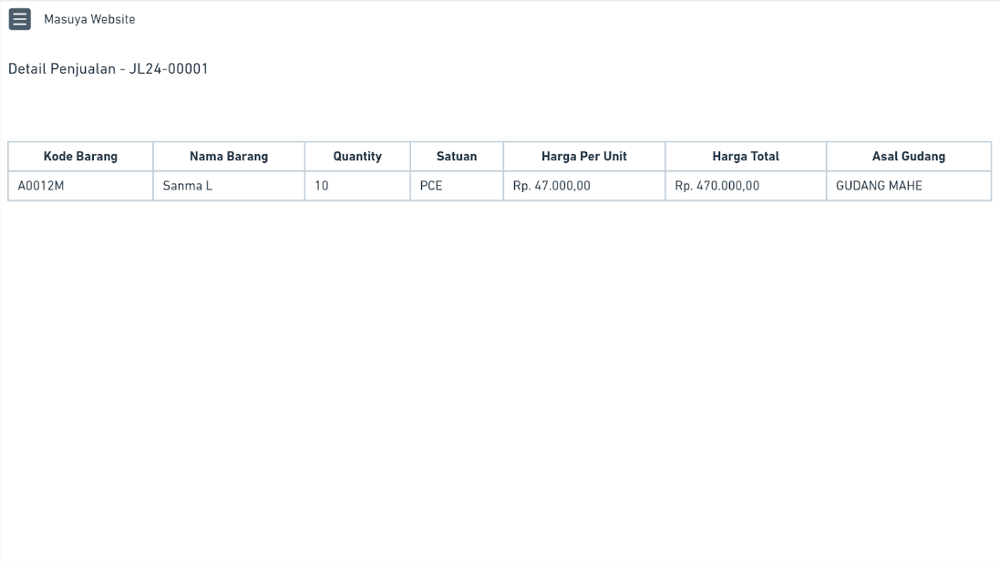 Masuya Website
Detail Penjualan - JL24-00001
Kode Barang Nama Barang Quantity Satuan Harga Per Unit Harga Total Asal Gudang
A0012M Sanma L 10 PCE Rp. 47.000,00 Rp. 470.000,00 GUDANG MAHE